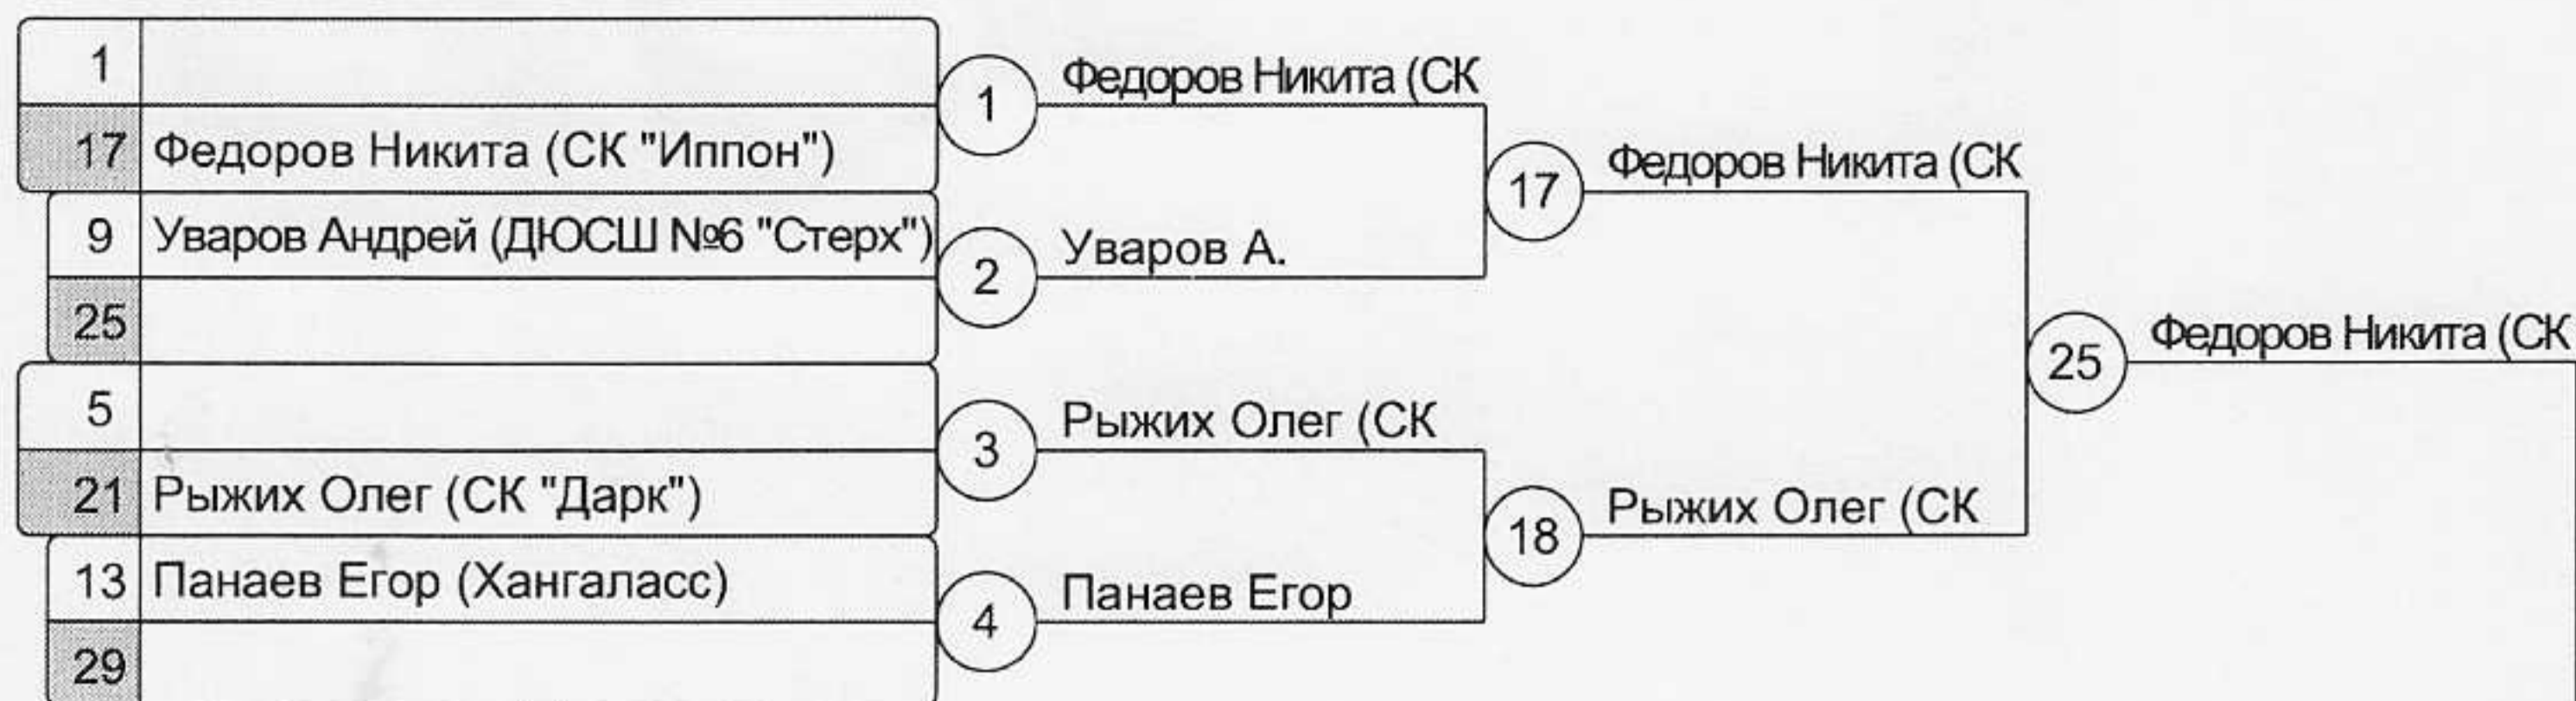 1
17 Федоров Никита (СК "Иппон")
9 Уваров Андрей (ДЮСШ №6 "Стерх")
25
5
21 Рыжих Олег (СК "Дарк")
13 Панаев Егор (Хангаласс)
29
1 Федоров Никита (СК
2 Уваров А.
3 Рыжих Олег (СК
4 Панаев Егор
17 Федоров Никита (СК
18 Рыжих Олег (СК
25 Федоров Никита (СК